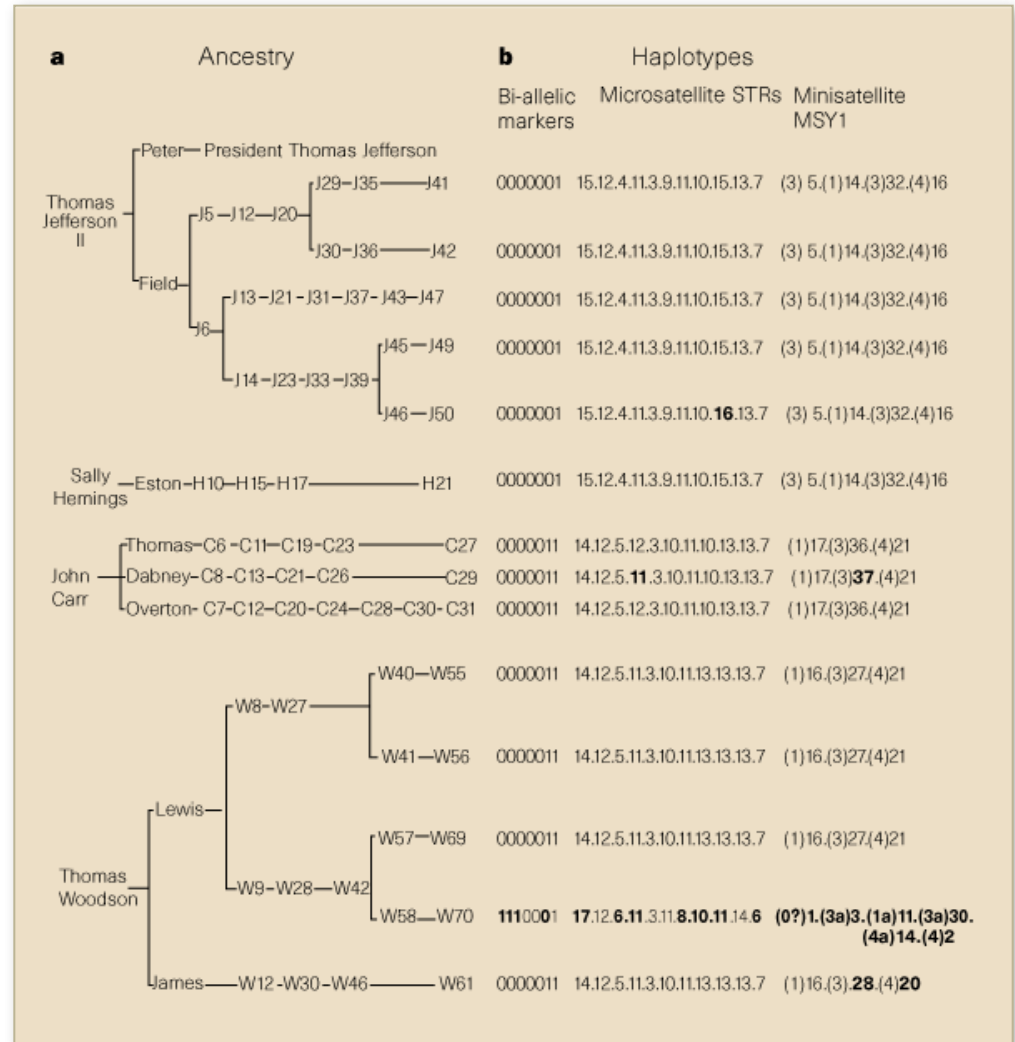 a Ancestry b Haplotypes
Bi-allelic markers Microsatellite STRs Minisatellite MSY1
Peter President Thomas Jefferson
J29–J35 J41 0000001 15.12.4.11.3.9.11.10.15.13.7 (3) 5.(1)14.(3)32.(4)16
Thomas Jefferson II
J5–J12–J20
J30–J36 J42 0000001 15.12.4.11.3.9.11.10.15.13.7 (3) 5.(1)14.(3)32.(4)16
Field
J13–J21–J31–J37–J43–J47 0000001 15.12.4.11.3.9.11.10.15.13.7 (3) 5.(1)14.(3)32.(4)16
J6
J45–J49 0000001 15.12.4.11.3.9.11.10.15.13.7 (3) 5.(1)14.(3)32.(4)16
J14–J23–J33–J39
J46–J50 0000001 15.12.4.11.3.9.11.10.16.13.7 (3) 5.(1)14.(3)32.(4)16
Sally Hemings Eston–H10–H15–H17 H21 0000001 15.12.4.11.3.9.11.10.15.13.7 (3) 5.(1)14.(3)32.(4)16
Thomas–C6–C11–C19–C23 C27 0000011 14.12.5.12.3.10.11.10.13.13.7 (1)17.(3)36.(4)21
John Carr Dabney–C8–C13–C21–C26 C29 0000011 14.12.5.11.3.10.11.10.13.13.7 (1)17.(3)37.(4)21
Overton–C7–C12–C20–C24–C28–C30–C31 0000011 14.12.5.12.3.10.11.10.13.13.7 (1)17.(3)36.(4)21
W40–W55 0000011 14.12.5.11.3.10.11.13.13.13.7 (1)16.(3)27.(4)21
W8–W27
W41–W56 0000011 14.12.5.11.3.10.11.13.13.13.7 (1)16.(3)27.(4)21
Lewis
W57–W69 0000011 14.12.5.11.3.10.11.13.13.13.7 (1)16.(3)27.(4)21
Thomas Woodson
W9–W28–W42
W58–W70 1110001 17.12.6.11.3.11.8.10.11.14.6 (0?)1.(3a)3.(1a)11.(3a)30.
(4a)14.(4)2
James W12–W30–W46 W61 0000011 14.12.5.11.3.10.11.13.13.13.7 (1)16.(3).28.(4)20